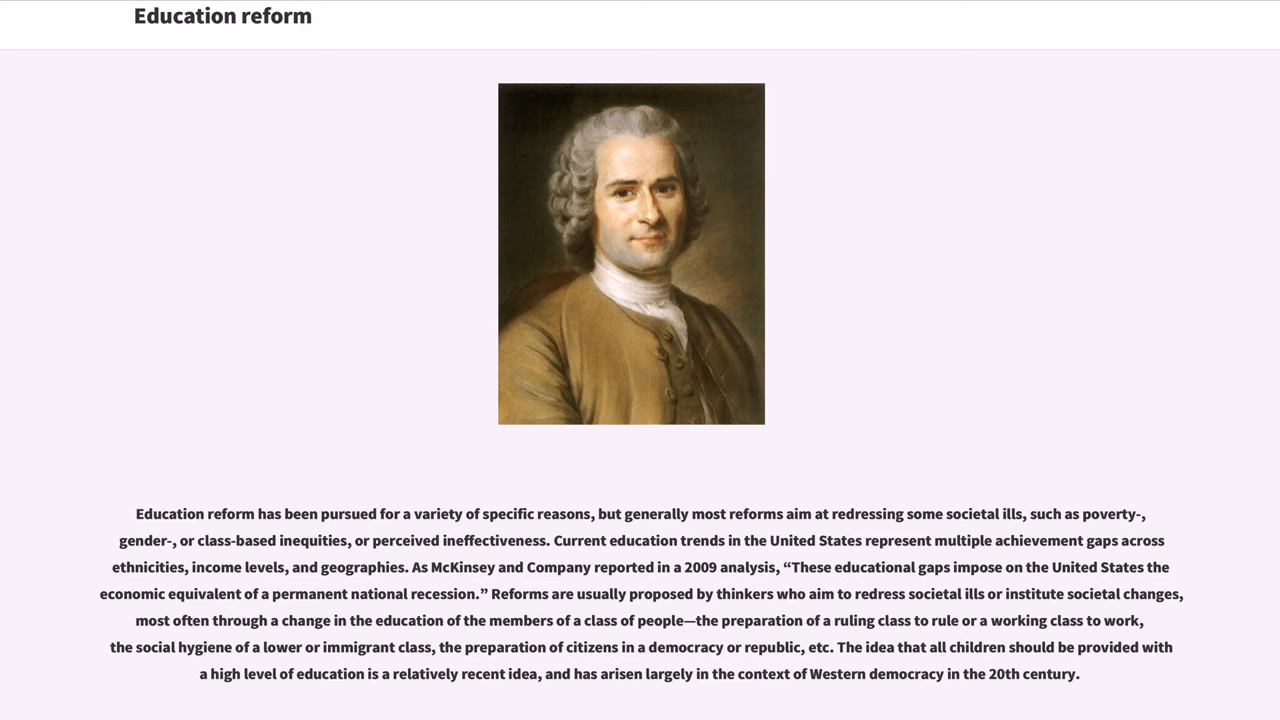 Education reform
Education reform has been pursued for a variety of specific reasons, but generally most reforms aim at redressing some societal ills, such as poverty-,
gender-, or class-based inequities, or perceived ineffectiveness. Current education trends in the United States represent multiple achievement gaps across
ethnicities, income levels, and geographies. As McKinsey and Company reported in a 2009 analysis, “These educational gaps impose on the United States the
economic equivalent of a permanent national recession.” Reforms are usually proposed by thinkers who aim to redress societal ills or institute societal changes,
most often through a change in the education of the members of a class of people—the preparation of a ruling class to rule or a working class to work,
the social hygiene of a lower or immigrant class, the preparation of citizens in a democracy or republic, etc. The idea that all children should be provided with
a high level of education is a relatively recent idea, and has arisen largely in the context of Western democracy in the 20th century.